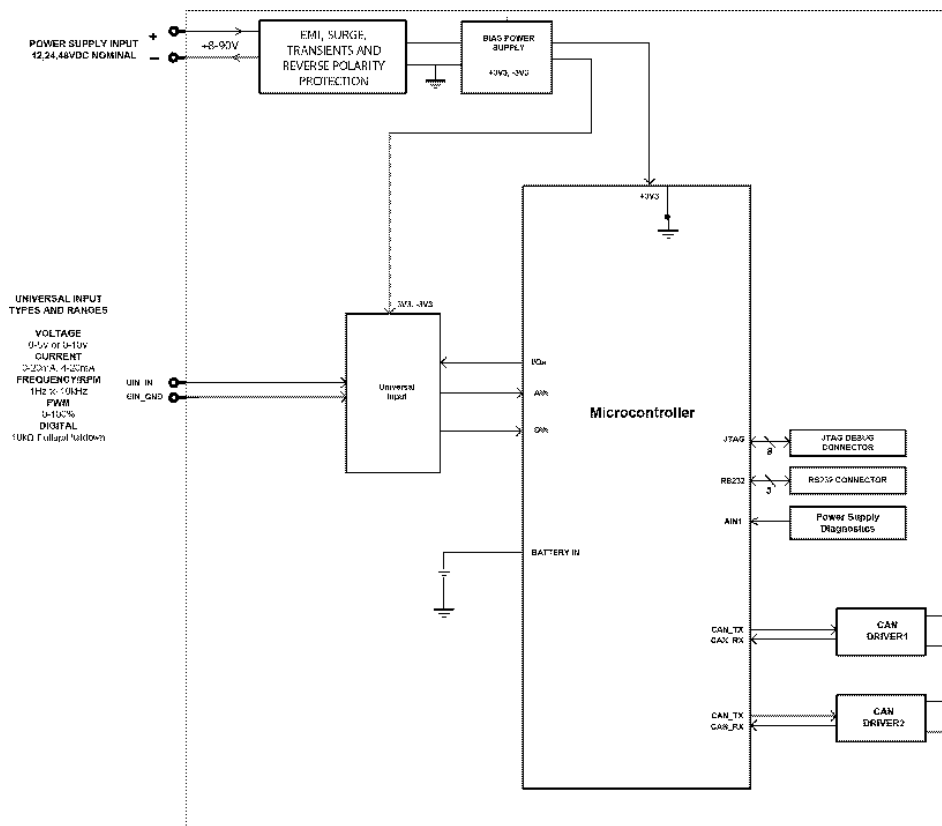 POWER SUPPLY INPUT
12,24,48VDC NOMINAL
+
–
+8-90V
EMI, SURGE,
TRANSIENTS AND
REVERSE POLARITY
PROTECTION
BIAS POWER
SUPPLY
+3V3, -3V3
+3V3
3V3, -3V3
UNIVERSAL INPUT
TYPES AND RANGES
VOLTAGE
0-5V or 0-10V
CURRENT
0-20mA, 4-20mA
FREQUENCY/RPM
1Hz to 10kHz
PWM
0-100%
DIGITAL
10kΩ Pullup/Pulldown
UIN_IN
GIN_GND
Universal
Input
I/Os
Microcontroller
JTAG
8
JTAG DEBUG
CONNECTOR
RS232
3
RS232 CONNECTOR
AIN1
Power Supply
Diagnostics
BATTERY IN
CAN_TX
CAN_RX
CAN
DRIVER1
CAN_TX
CAN_RX
CAN
DRIVER2